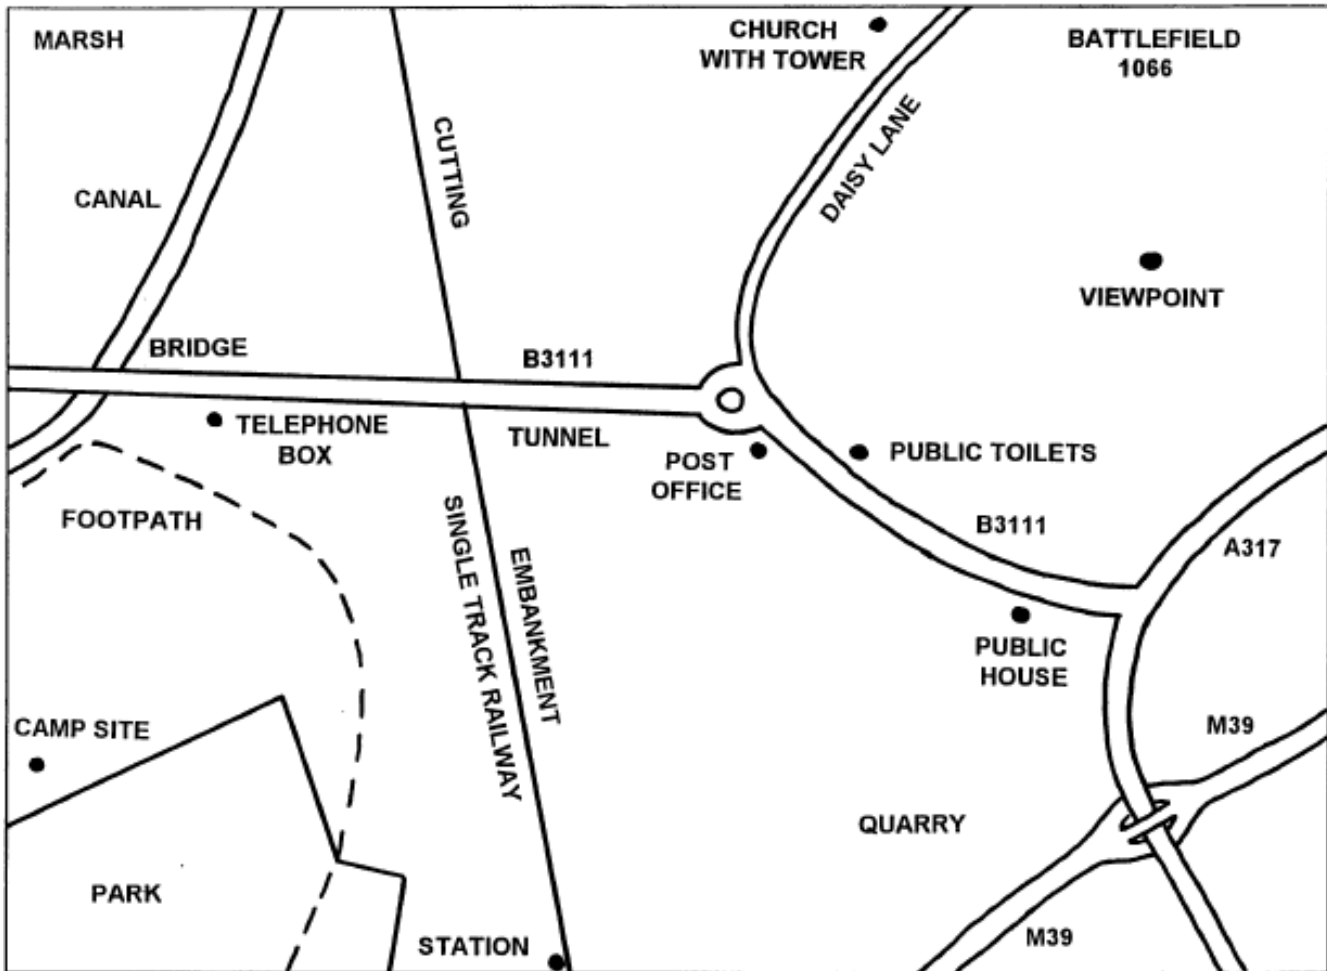 MARSH
CHURCH
WITH TOWER
BATTLEFIELD
1066
CUTTING
DAISY LANE
CANAL
VIEWPOINT
BRIDGE
B3111
TELEPHONE
BOX
TUNNEL
POST
OFFICE
PUBLIC TOILETS
FOOTPATH
B3111
A317
SINGLE TRACK RAILWAY
EMBANKMENT
PUBLIC
HOUSE
CAMP SITE
M39
QUARRY
PARK
STATION
M39